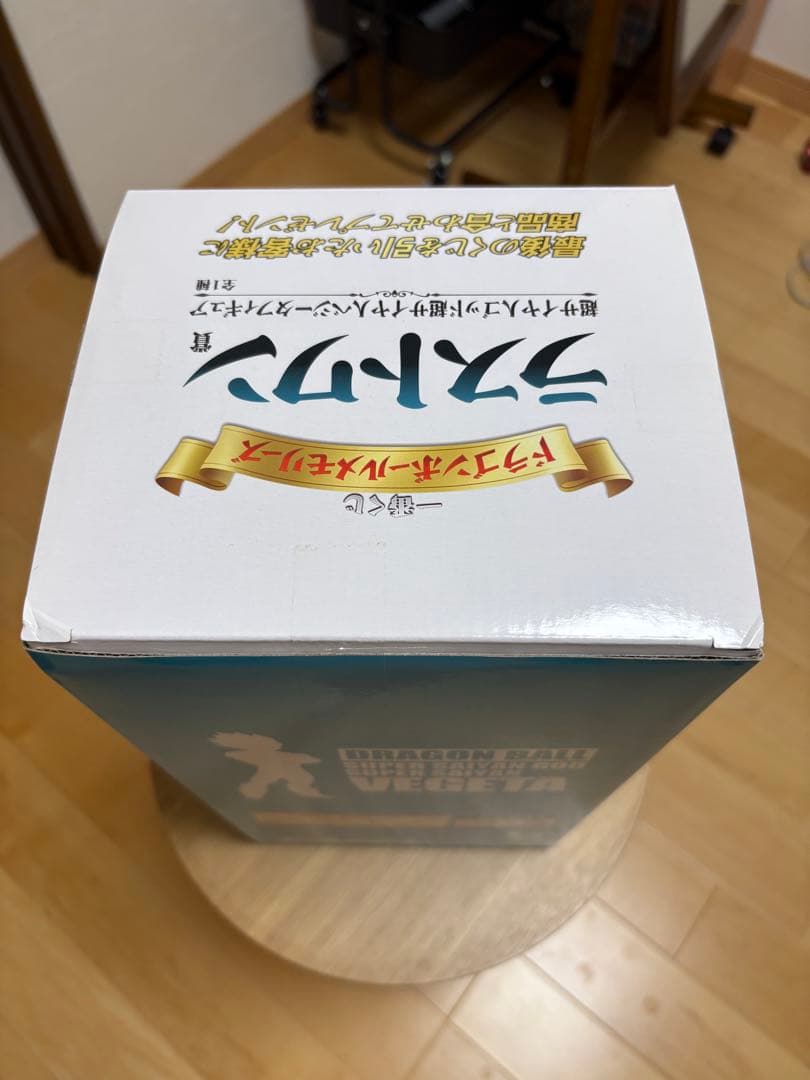 一番くじ
ドラゴンボールメモリーズ
ラストワン賞
超サイヤ人ゴッド超サイヤ人ベジータフィギュア
全1種
最後のくじを引いたお客様に
商品と合わせてプレゼント!
DRAGON BALL
SUPER SAIYAN GOD
SUPER SAIYAN
VEGETA